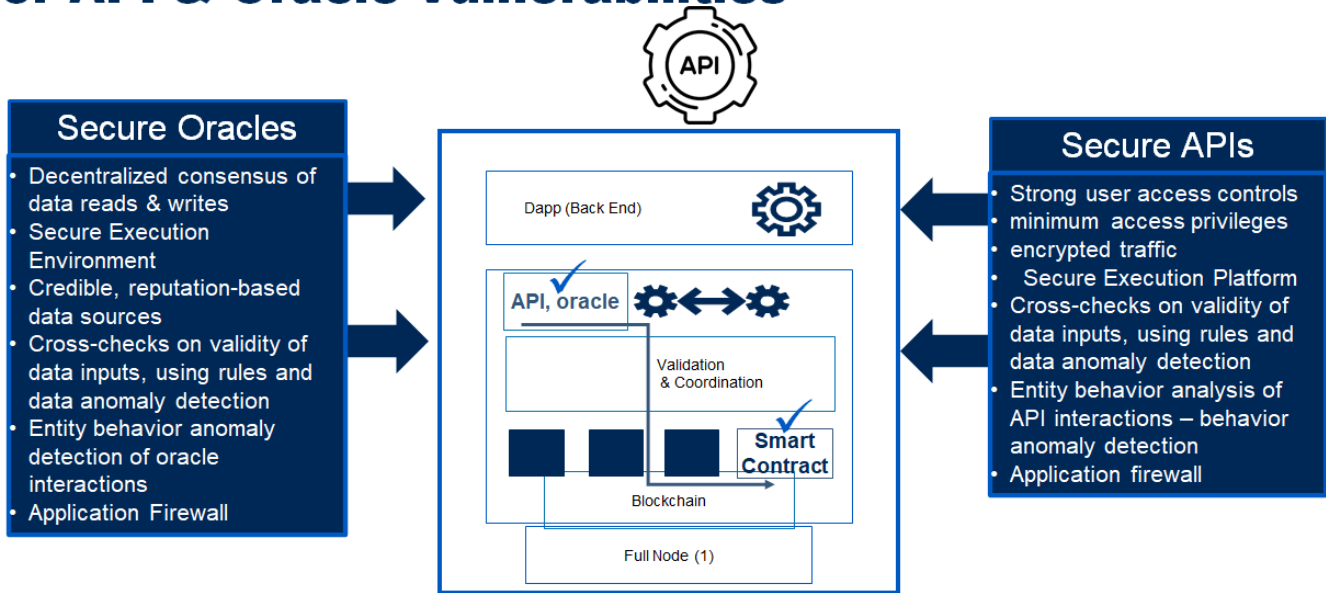 API & Oracle Vulnerabilities
API
Secure Oracles
• Decentralized consensus of
data reads & writes
• Secure Execution
Environment
• Credible, reputation-based
data sources
• Cross-checks on validity of
data inputs, using rules and
data anomaly detection
• Entity behavior anomaly
detection of oracle
interactions
• Application Firewall
Dapp (Back End)
API, oracle
Validation
& Coordination
Smart
Contract
Blockchain
Full Node (1)
Secure APIs
• Strong user access controls
• minimum access privileges
• encrypted traffic
• Secure Execution Platform
• Cross-checks on validity of
data inputs, using rules and
data anomaly detection
• Entity behavior analysis of
API interactions – behavior
anomaly detection
• Application firewall